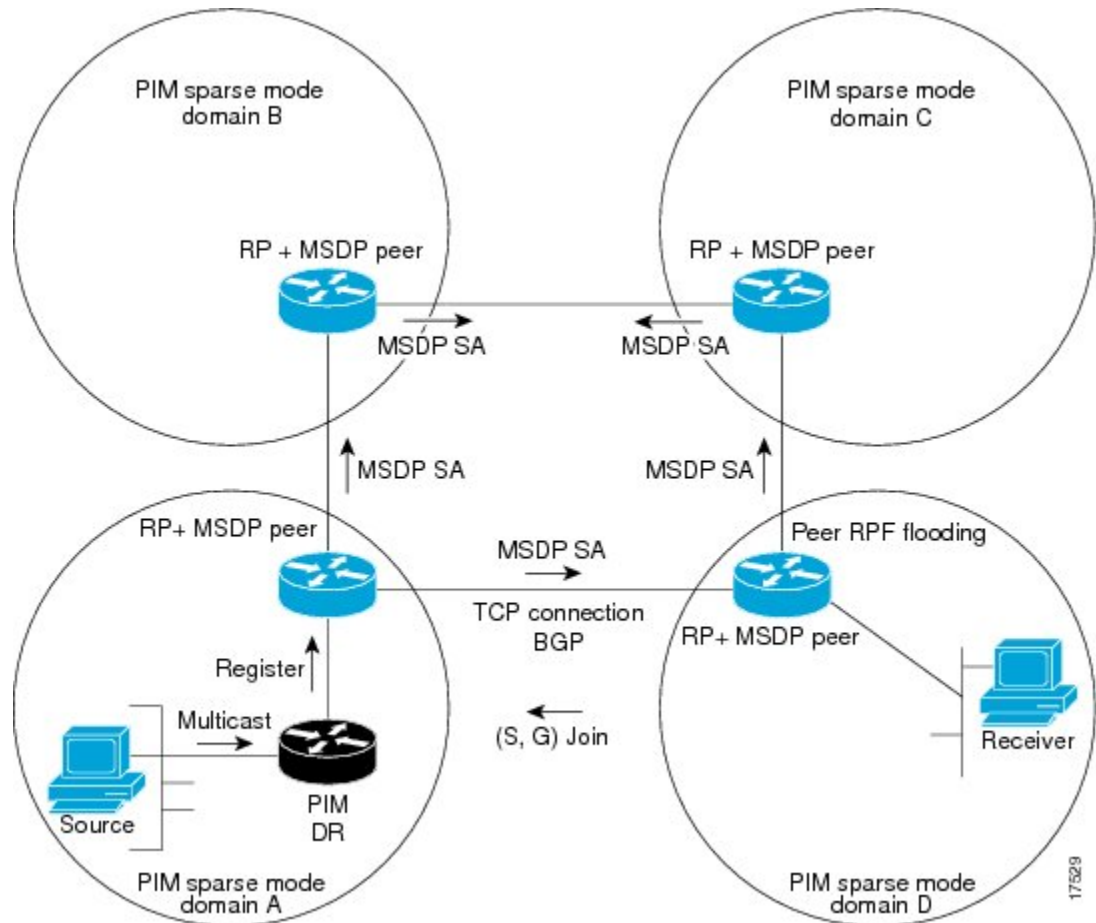 PIM sparse mode
domain B
PIM sparse mode
domain C
RP + MSDP peer
RP + MSDP peer
MSDP SA
MSDP SA
MSDP SA
MSDP SA
RP+ MSDP peer
Peer RPF flooding
MSDP SA
TCP connection
BGP
RP+ MSDP peer
Register
Multicast
(S, G) Join
Receiver
Source
PIM
DR
PIM sparse mode
domain A
PIM sparse mode
domain D
17529